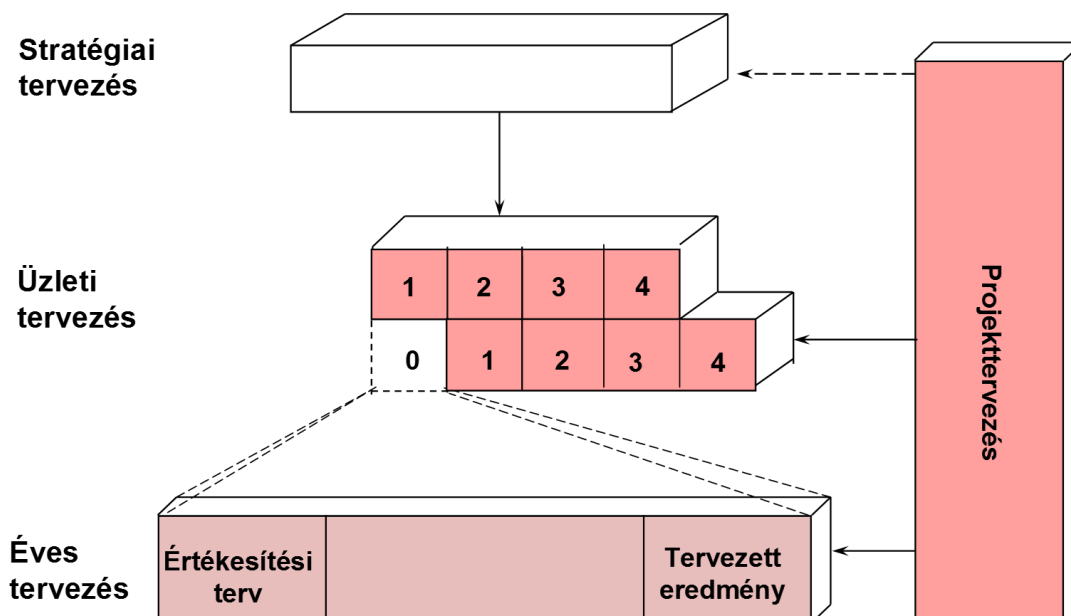 Stratégiai
tervezés
Üzleti
tervezés
1 2 3 4
0 1 2 3 4
Projekttervezés
Éves
tervezés
Értékesítési
terv
Tervezett
eredmény